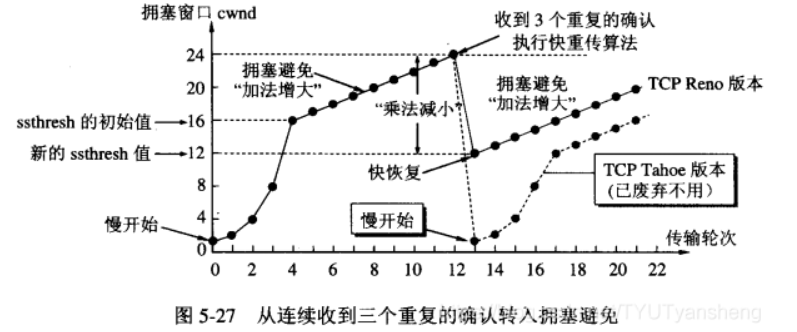 拥塞窗口 cwnd
收到 3 个重复的确认
执行快重传算法
24
20
ssthresh 的初始值
16
新的 ssthresh 值
12
8
4
0
慢开始
拥塞避免
“加法增大”
“乘法减小”
拥塞避免
“加法增大”
TCP Reno 版本
快恢复
TCP Tahoe 版本
(已废弃不用)
慢开始
传输轮次
0 2 4 6 8 10 12 14 16 18 20 22
图 5-27 从连续收到三个重复的确认转入拥塞避免